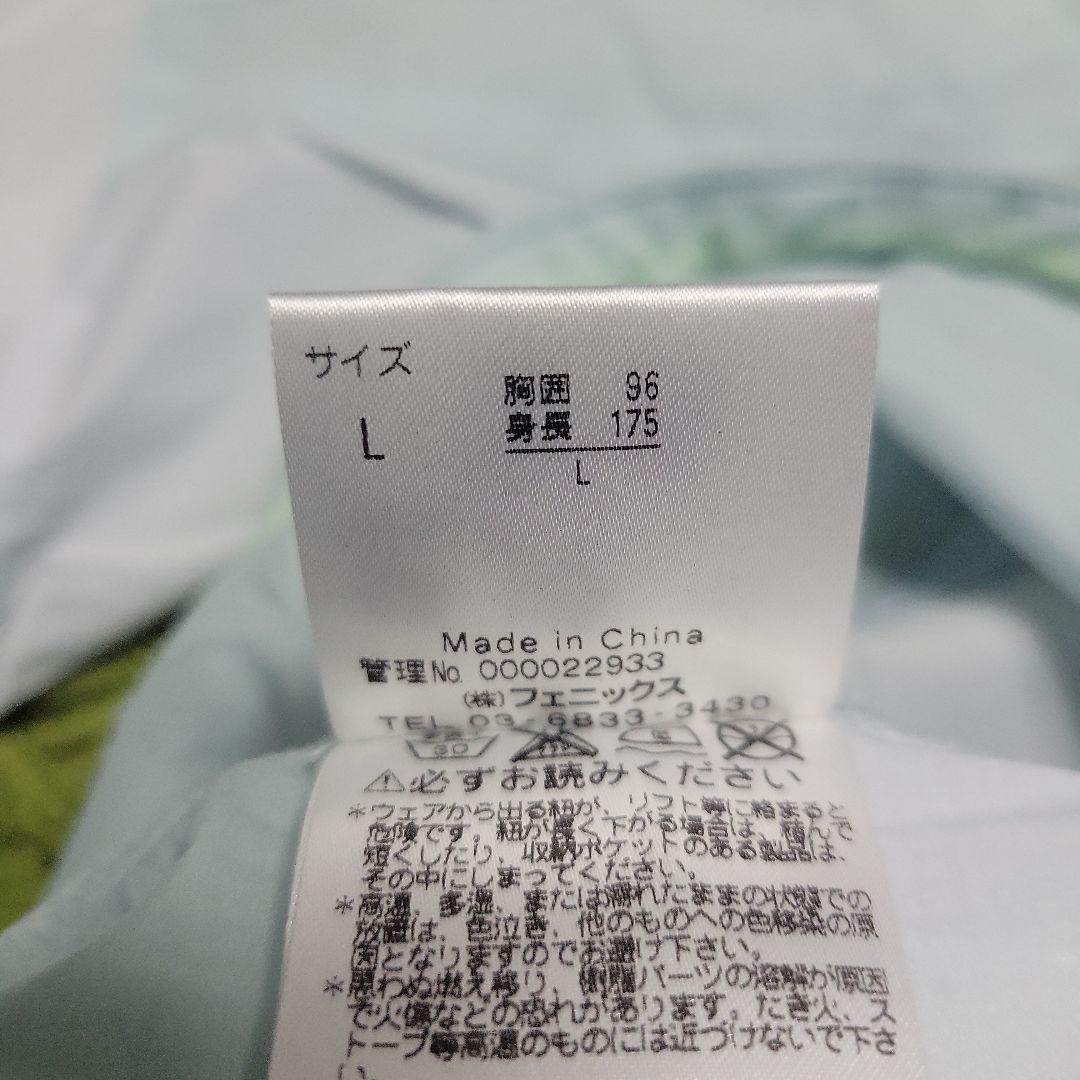 サイズ
L
胸囲 96
身長 175
L
Made in China
管理No. 000022933
(株)フェニックス
TEL 03-6833-3430
30
⚠必ずお読みください
*ウェアから出る紐が、リフト等に絡まると
危険です。紐が長く下がる場合は、結んで
短くしたり、収納ポケットのある製品は、
その中にしまってください。
*高温、多湿、または濡れたままの状態での
放置は、色泣き、他のものへの色移染の原
因となりますのでお避け下さい。
*思わぬ燃え移り、樹脂パーツの溶解が原因
で火傷などの恐れがあります。たき火、ス
トーブ等高温のものには近づけないで下さ
い。